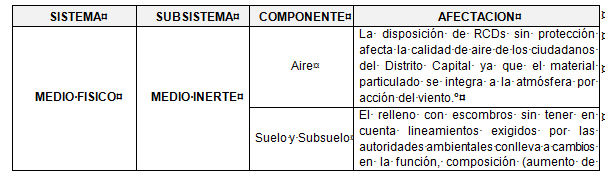 SISTEMA SUBSISTEMA COMPONENTE AFECTACION
La disposición de RCDs sin protección
afecta la calidad de aire de los ciudadanos
del Distrito Capital ya que el material
particulado se integra a la atmósfera por
acción del viento.º
Aire
MEDIO FISICO MEDIO INERTE
El relleno con escombros sin tener en
cuenta lineamientos exigidos por las
autoridades ambientales conlleva a cambios
en la función, composición (aumento de
Suelo y Subsuelo